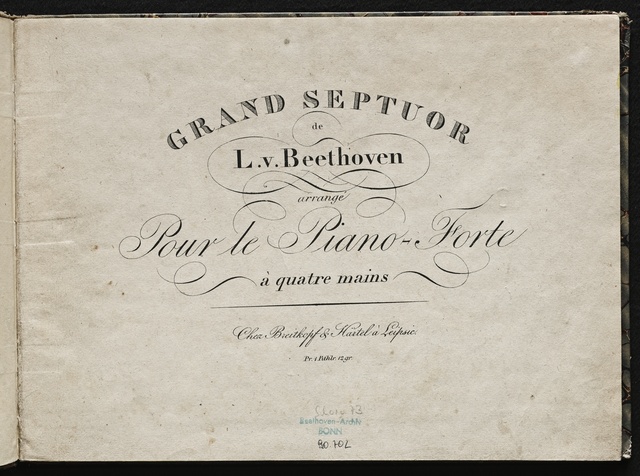 GRAND SEPTUOR
de
L.v.Beethoven
arrangé
Pour le Piano-Forte
à quatre mains
Chez Breitkopf & Härtel à Leipsic.
Pr. 1 Rthlr. 12 gr.
Beethoven-Archiv
BONN
90.702